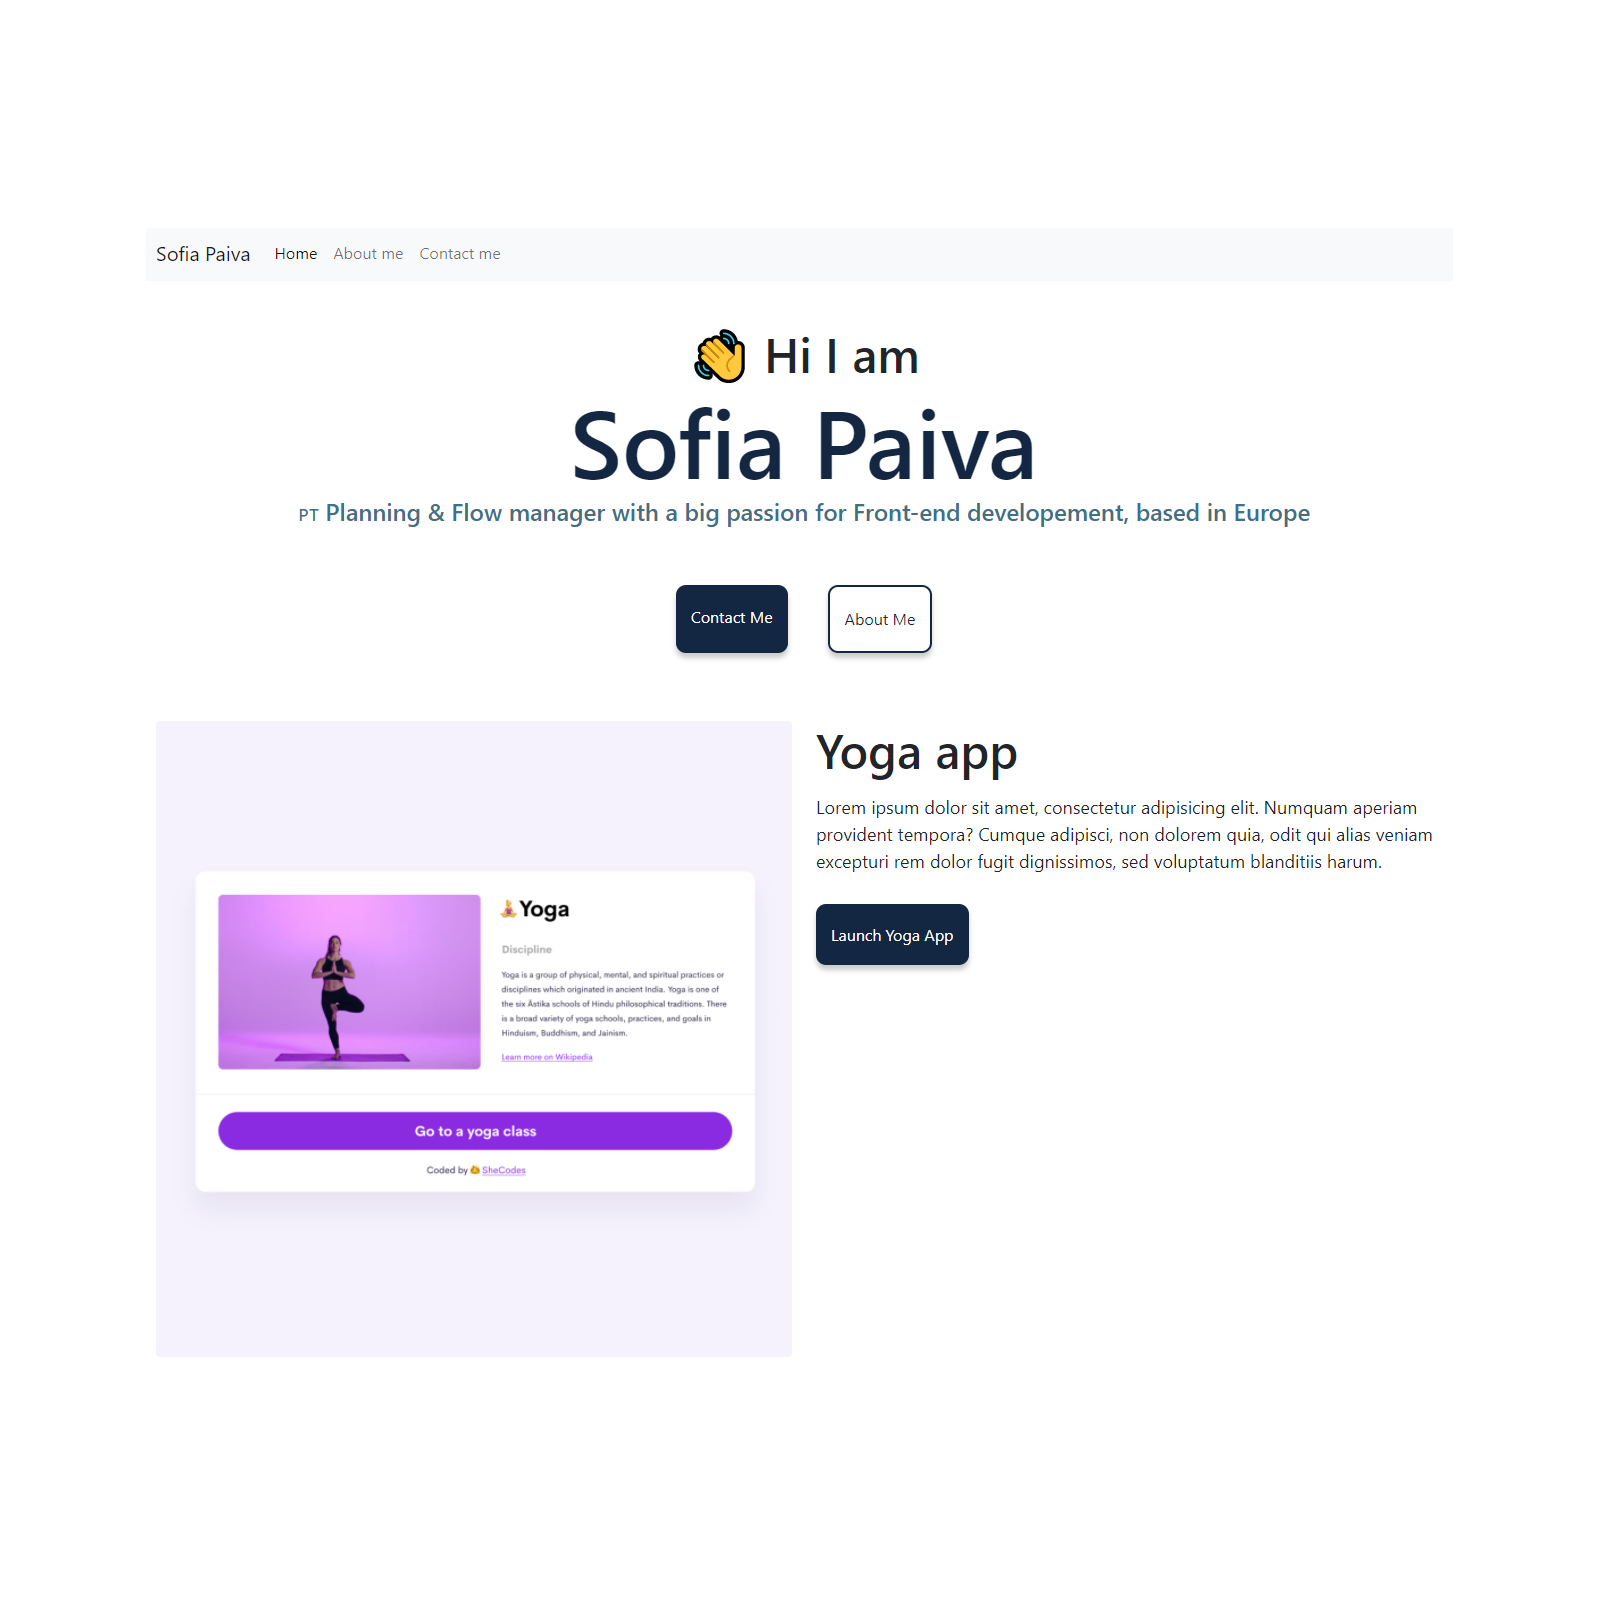 Sofia Paiva Home About me Contact me
Hi I am
Sofia Paiva
PT Planning & Flow manager with a big passion for Front-end developement, based in Europe
Contact Me About Me
Yoga app
Lorem ipsum dolor sit amet, consectetur adipisicing elit. Numquam aperiam
provident tempora? Cumque adipisci, non dolorem quia, odit qui alias veniam
excepturi rem dolor fugit dignissimos, sed voluptatum blanditiis harum.
Launch Yoga App
Yoga
Discipline
Yoga is a group of physical, mental, and spiritual practices or
disciplines which originated in ancient India. Yoga is one of
the six Āstika schools of Hindu philosophical traditions. There
is a broad variety of yoga schools, practices, and goals in
Hinduism, Buddhism, and Jainism.
Learn more on Wikipedia
Go to a yoga class
Coded by SheCodes